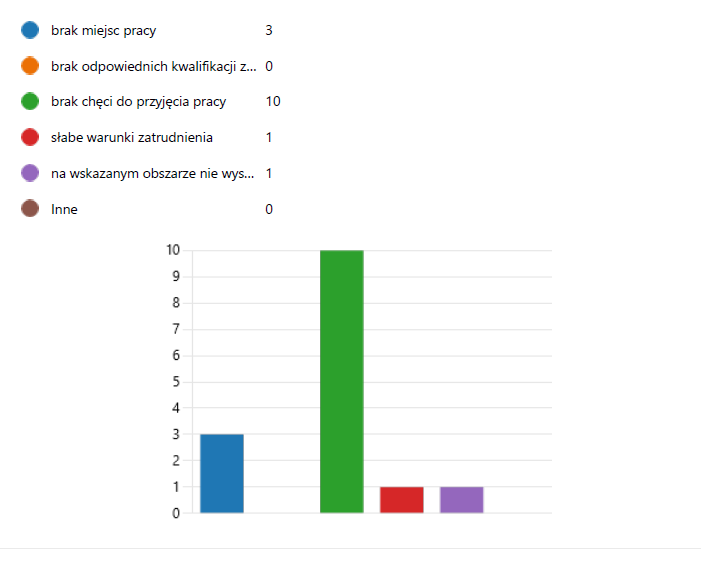 brak miejsc pracy 3
brak odpowiednich kwalifikacji z... 0
brak chęci do przyjęcia pracy 10
słabe warunki zatrudnienia 1
na wskazanym obszarze nie wys... 1
Inne 0
10
9
8
7
6
5
4
3
2
1
0